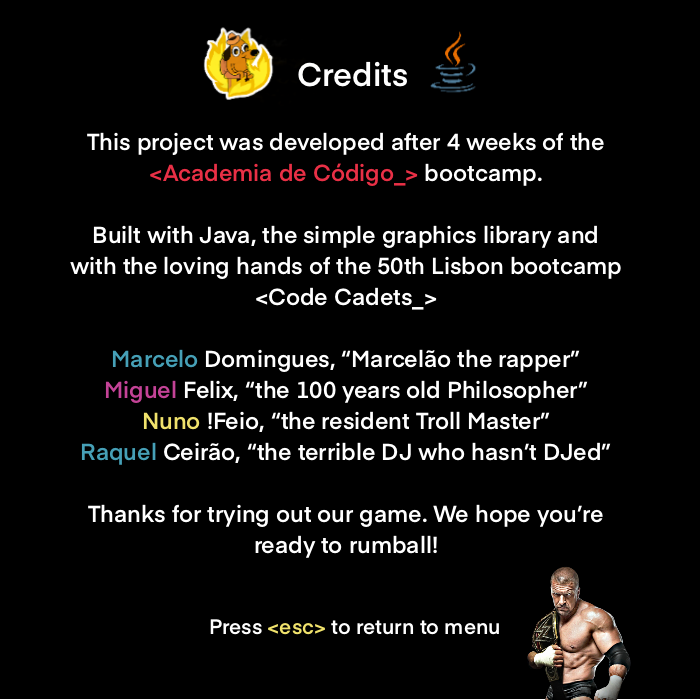 Credits
This project was developed after 4 weeks of the
<Academia de Código_> bootcamp.
Built with Java, the simple graphics library and
with the loving hands of the 50th Lisbon bootcamp
<Code Cadets_>
Marcelo Domingues, “Marcelão the rapper”
Miguel Felix, “the 100 years old Philosopher”
Nuno !Feio, “the resident Troll Master”
Raquel Ceirão, “the terrible DJ who hasn’t DJed”
Thanks for trying out our game. We hope you’re
ready to rumball!
Press <esc> to return to menu